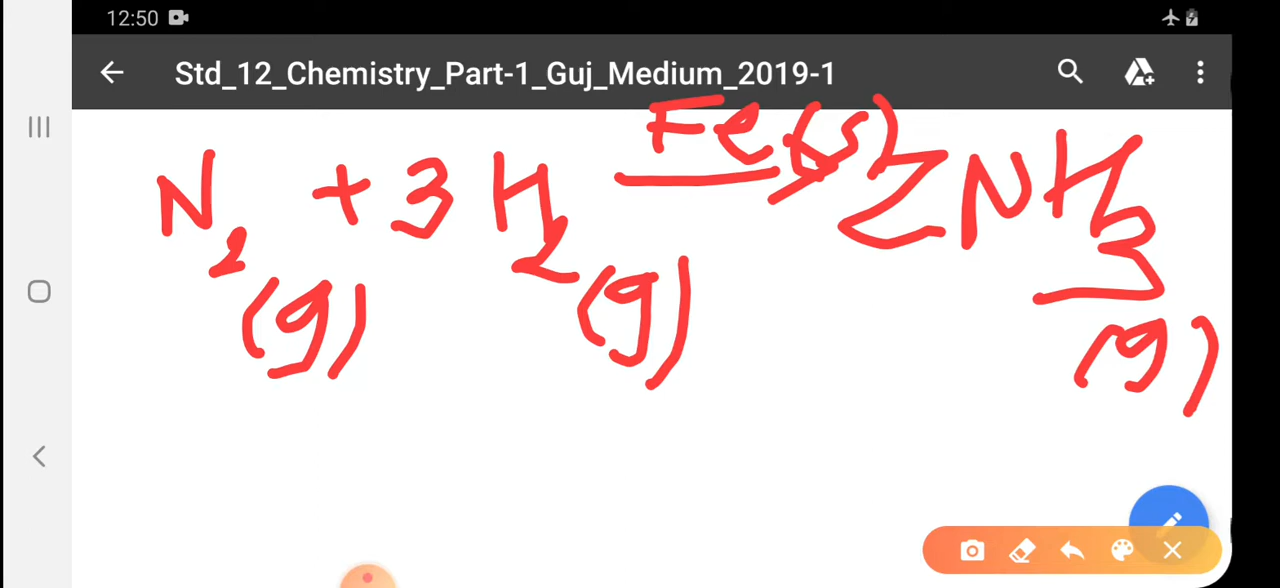 12:50
Std_12_Chemistry_Part-1_Guj_Medium_2019-1
Fe(s)
N2 + 3H2 → 2NH3
(g) (g) (g)